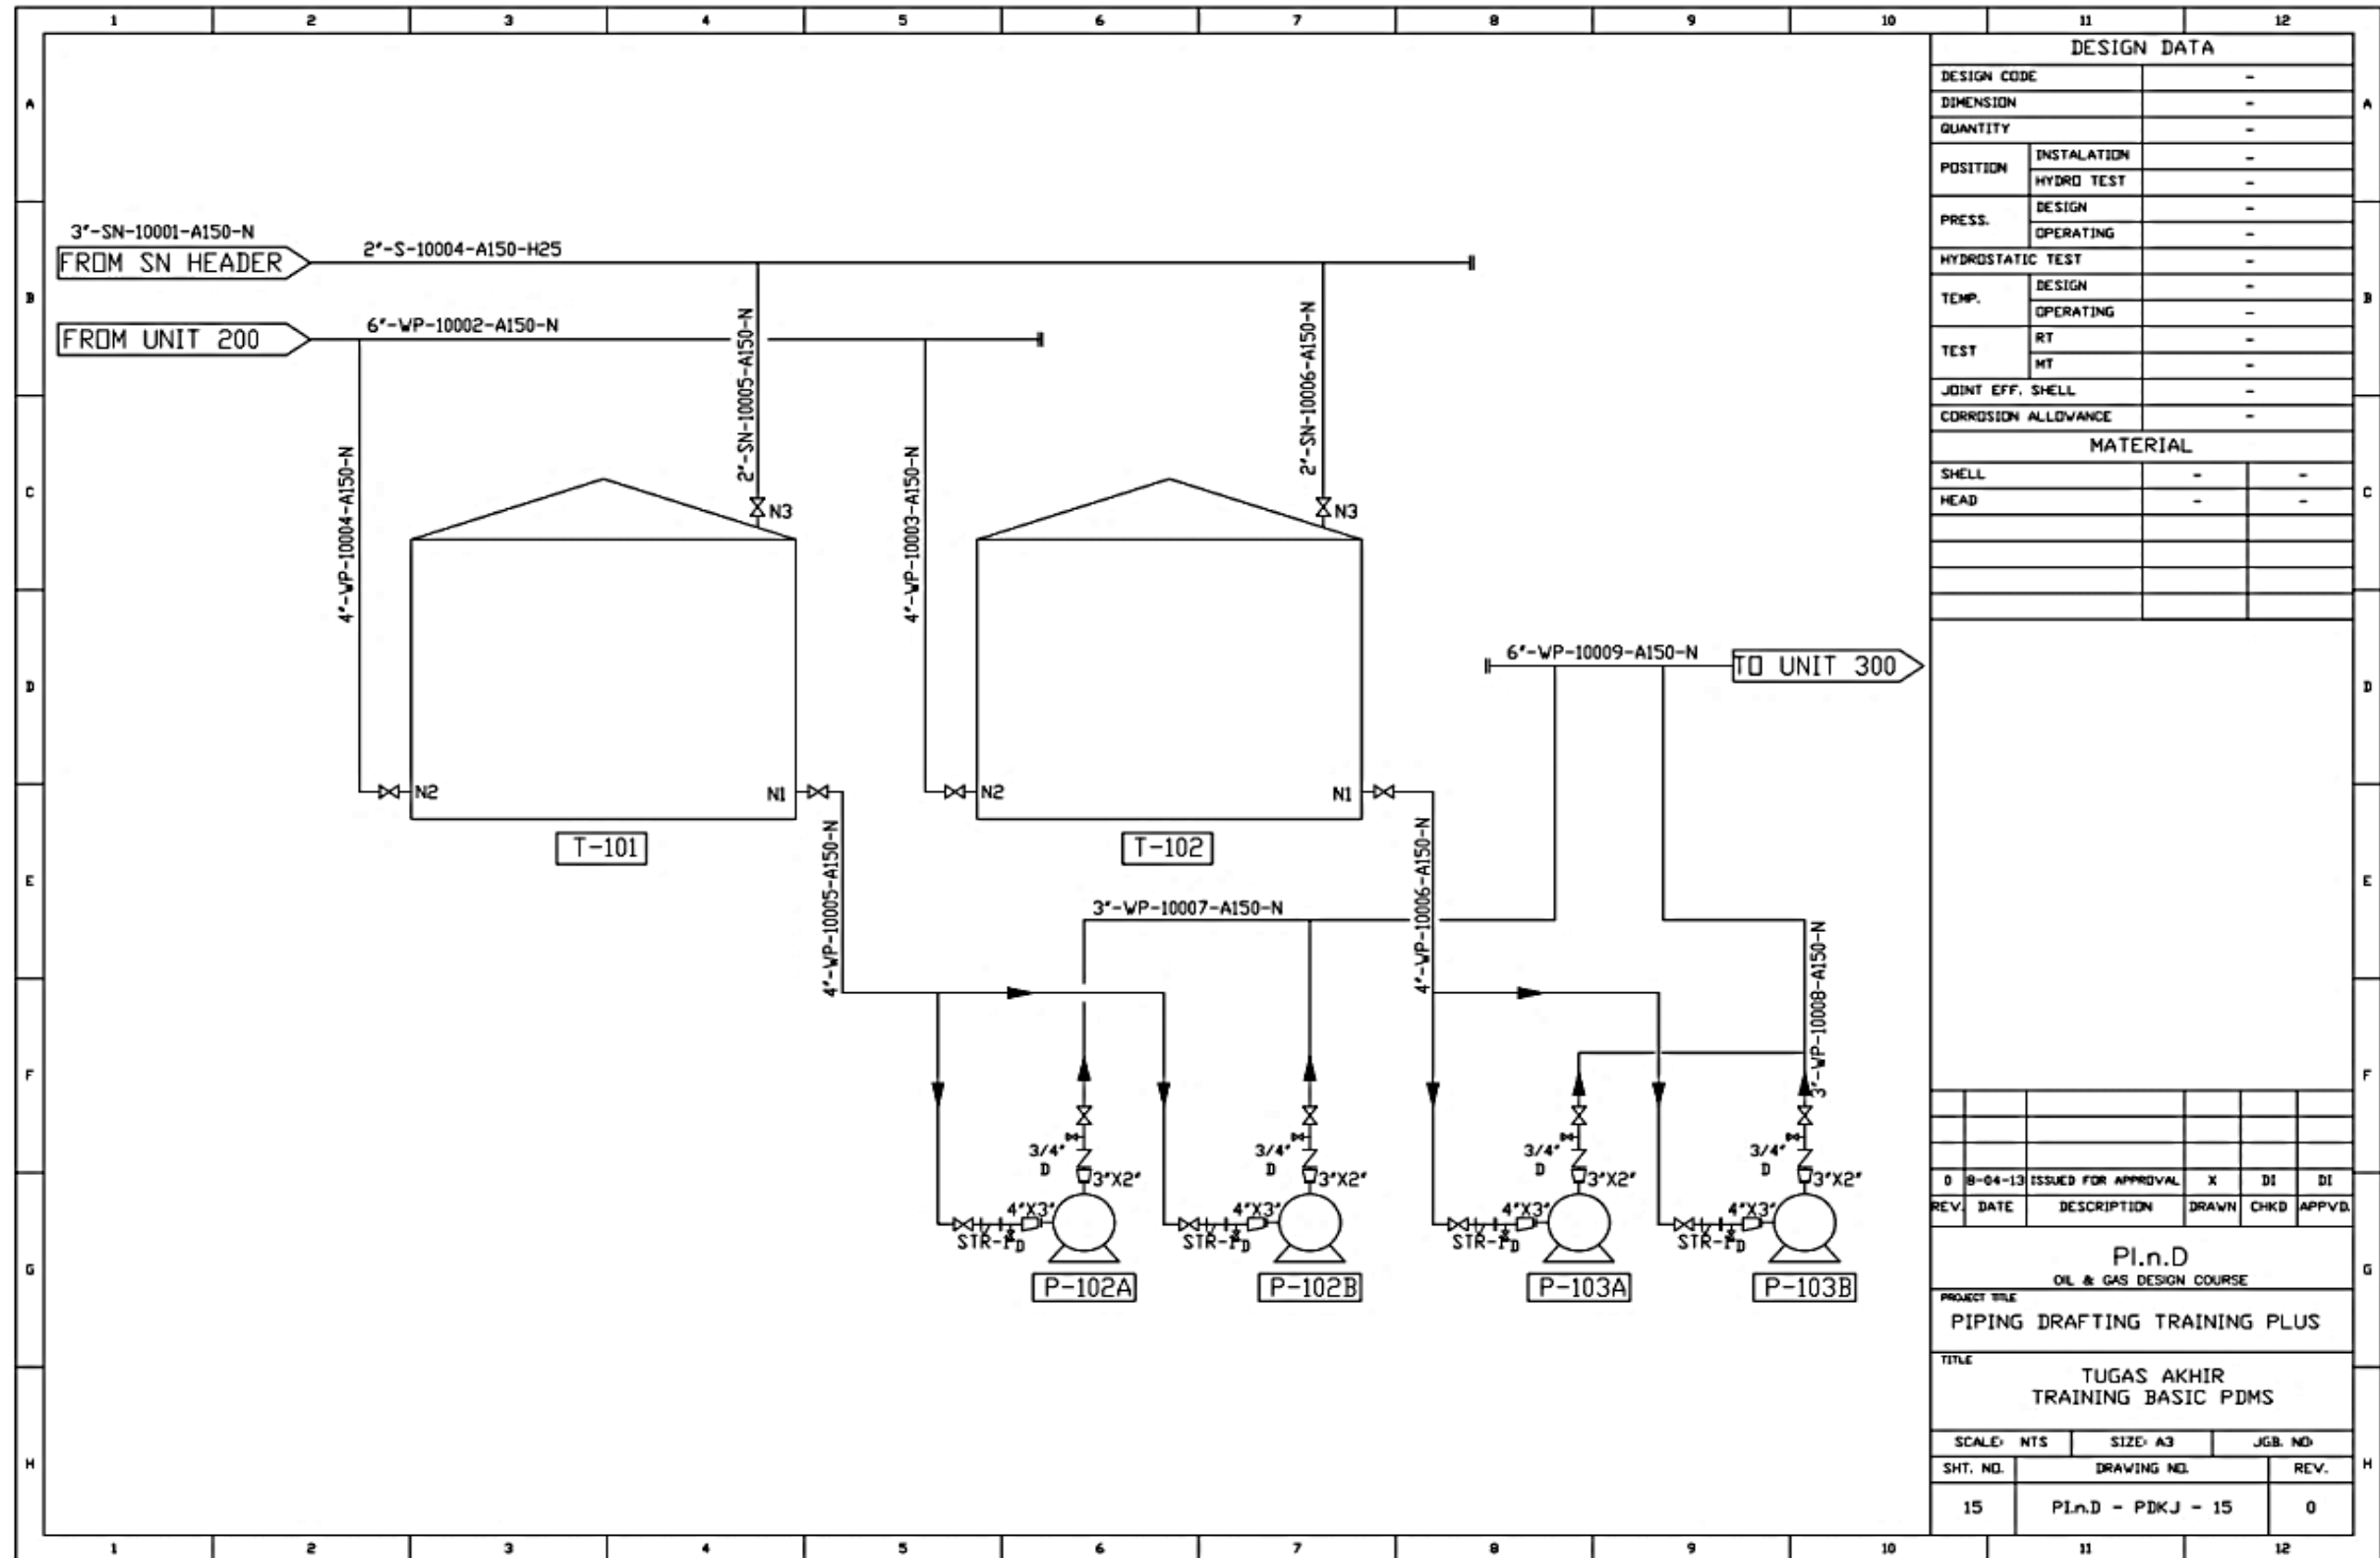 1 2 3 4 5 6 7 8 9 10 11 12
A
B
C
D
E
F
G
H
3"-SN-10001-A150-N
FROM SN HEADER
2"-S-10004-A150-H25
FROM UNIT 200
6"-WP-10002-A150-N
4"-WP-10004-A150-N
2"-SN-10005-A150-N
4"-WP-10003-A150-N
2"-SN-10006-A150-N
N3
N3
N2
N1
N2
N1
T-101
T-102
6"-WP-10009-A150-N
TO UNIT 300
4"-WP-10005-A150-N
3"-WP-10007-A150-N
4"-WP-10006-A150-N
3"-WP-10008-A150-N
3/4"
D
3"X2"
4"X3"
STR-1
D
P-102A
3/4"
D
3"X2"
4"X3"
STR-1
D
P-102B
3/4"
D
3"X2"
4"X3"
STR-1
D
P-103A
3/4"
D
3"X2"
4"X3"
STR-1
D
P-103B
DESIGN DATA
DESIGN CODE -
DIMENSION -
QUANTITY -
POSITION INSTALATION -
HYDRO TEST -
PRESS. DESIGN -
OPERATING -
HYDROSTATIC TEST -
TEMP. DESIGN -
OPERATING -
TEST RT -
MT -
JOINT EFF. SHELL -
CORROSION ALLOWANCE -
MATERIAL
SHELL - -
HEAD - -
0 8-04-13 ISSUED FOR APPROVAL X DI DI
REV. DATE DESCRIPTION DRAWN CHKD APPVD.
PI.n.D
OIL & GAS DESIGN COURSE
PROJECT TITLE
PIPING DRAFTING TRAINING PLUS
TITLE
TUGAS AKHIR
TRAINING BASIC PDMS
SCALE: NTS SIZE: A3 JGB. NO:
SHT. NO. DRAWING NO. REV.
15 PI.n.D - PDKJ - 15 0
A
B
C
D
E
F
G
H
1 2 3 4 5 6 7 8 9 10 11 12